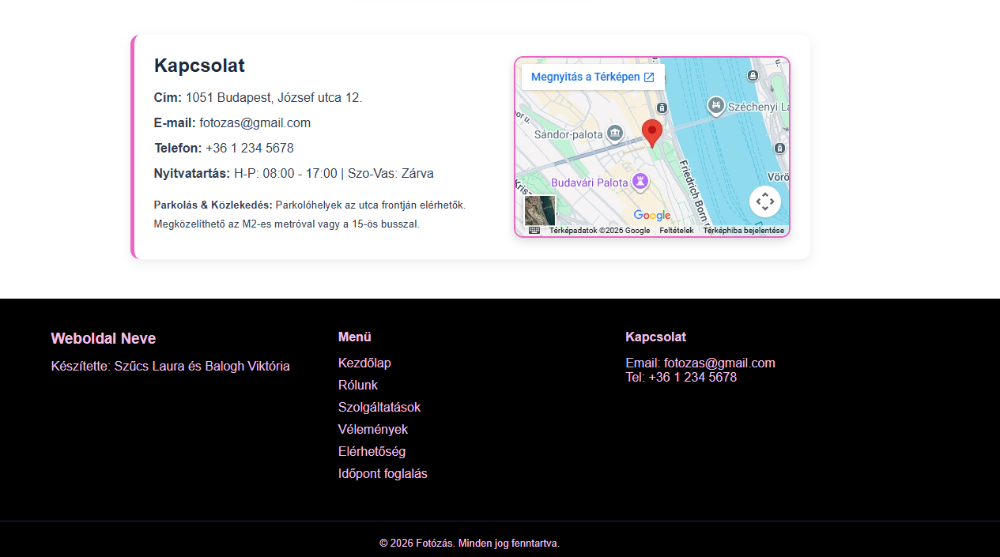 Kapcsolat
Cím: 1051 Budapest, József utca 12.
E-mail: fotozas@gmail.com
Telefon: +36 1 234 5678
Nyitvatartás: H-P: 08:00 - 17:00 | Szo-Vas: Zárva
Parkolás & Közlekedés: Parkolóhelyek az utca frontján elérhetők.
Megközelíthető az M2-es metróval vagy a 15-ös busszal.
Megnyitás a Térképen
Széchenyi
Sándor-palota
Budavári Palota
Friedrich Born
Google
Térképadatok ©2026 Google
Feltételek
Térképhiba bejelentése
Weboldal Neve
Készítette: Szűcs Laura és Balogh Viktória
Menü
Kezdőlap
Rólunk
Szolgáltatások
Vélemények
Elérhetőség
Időpont foglalás
Kapcsolat
Email: fotozas@gmail.com
Tel: +36 1 234 5678
© 2026 Fotózás. Minden jog fenntartva.